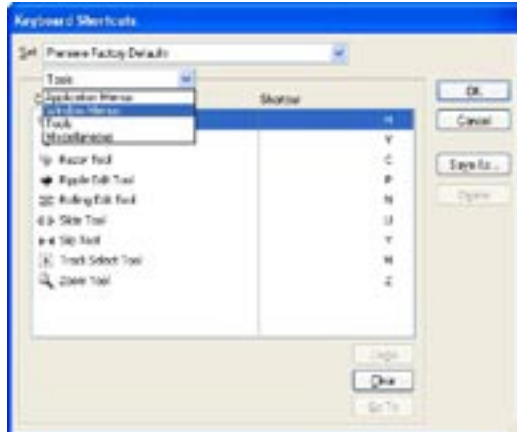 Keyboard Shortcuts
Set: Premiere Factory Defaults
Tools
Application Menus
Window Menus
Tools
Miscellaneous
Shortcut
H
V
Razor Tool C
Ripple Edit Tool
Rolling Edit Tool N
Slide Tool U
Slip Tool Y
Track Select Tool M
Zoom Tool Z
OK
Cancel
Save As...
Delete
Undo
Clear
Go To